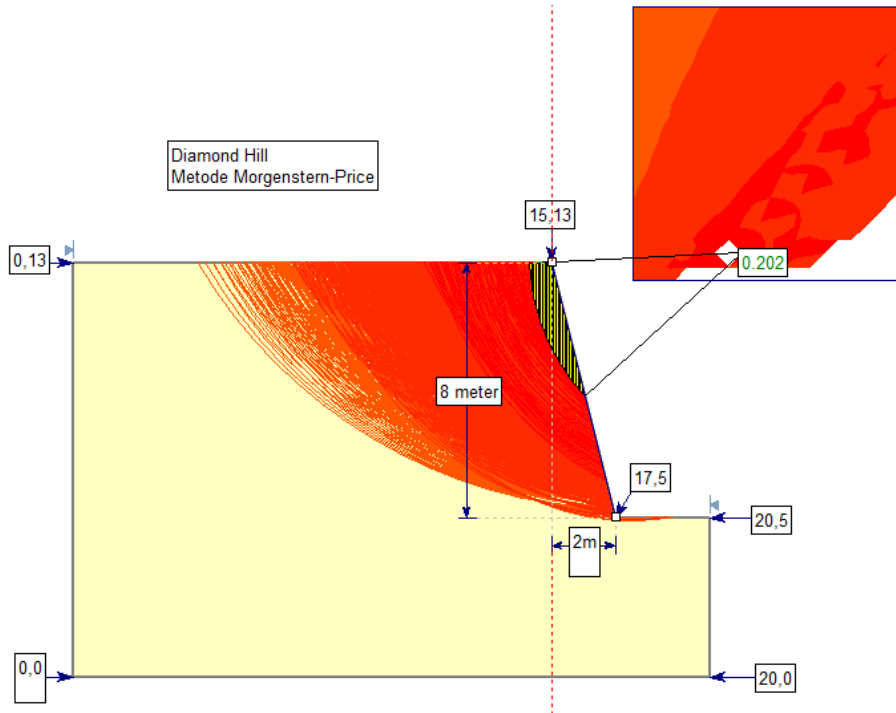 Diamond Hill
Metode Morgenstern-Price
15,13
0,13
0.202
8 meter
17,5
20,5
2m
0,0
20,0